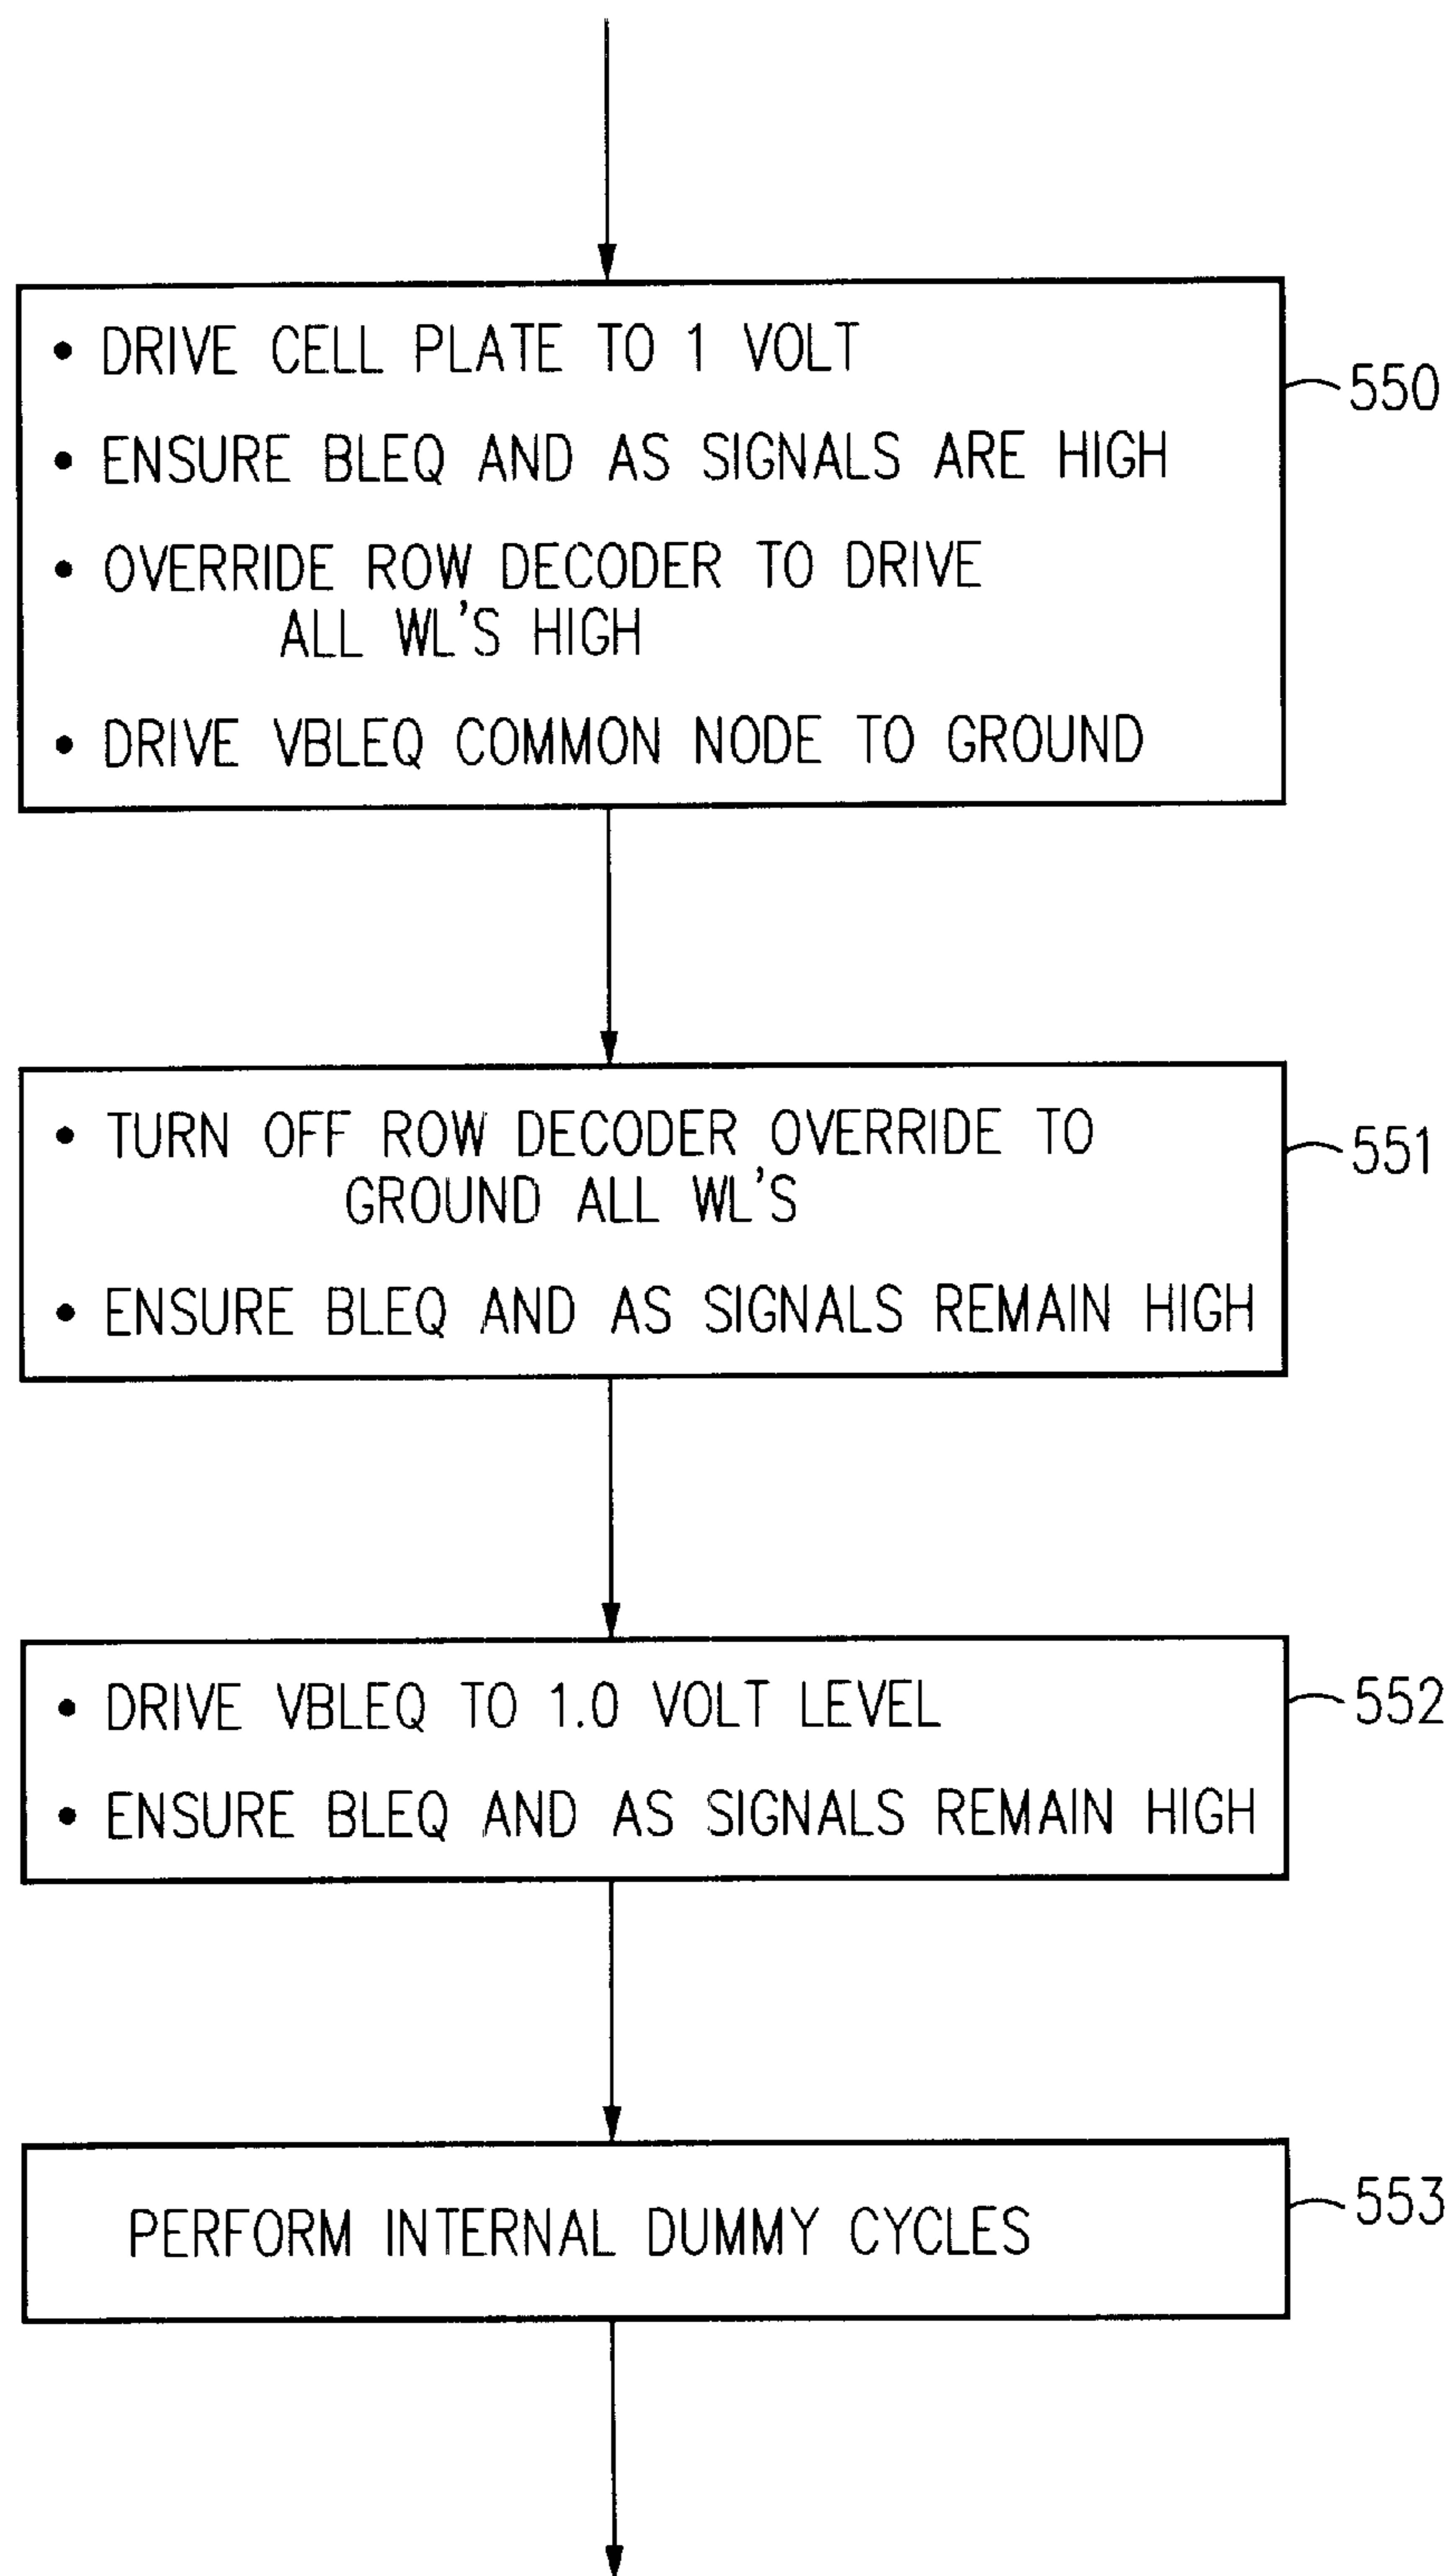 • DRIVE CELL PLATE TO 1 VOLT
550
• ENSURE BLEQ AND AS SIGNALS ARE HIGH
• OVERRIDE ROW DECODER TO DRIVE
ALL WL'S HIGH
• DRIVE VBLEQ COMMON NODE TO GROUND
• TURN OFF ROW DECODER OVERRIDE TO
551
GROUND ALL WL'S
• ENSURE BLEQ AND AS SIGNALS REMAIN HIGH
• DRIVE VBLEQ TO 1.0 VOLT LEVEL
552
• ENSURE BLEQ AND AS SIGNALS REMAIN HIGH
PERFORM INTERNAL DUMMY CYCLES
553